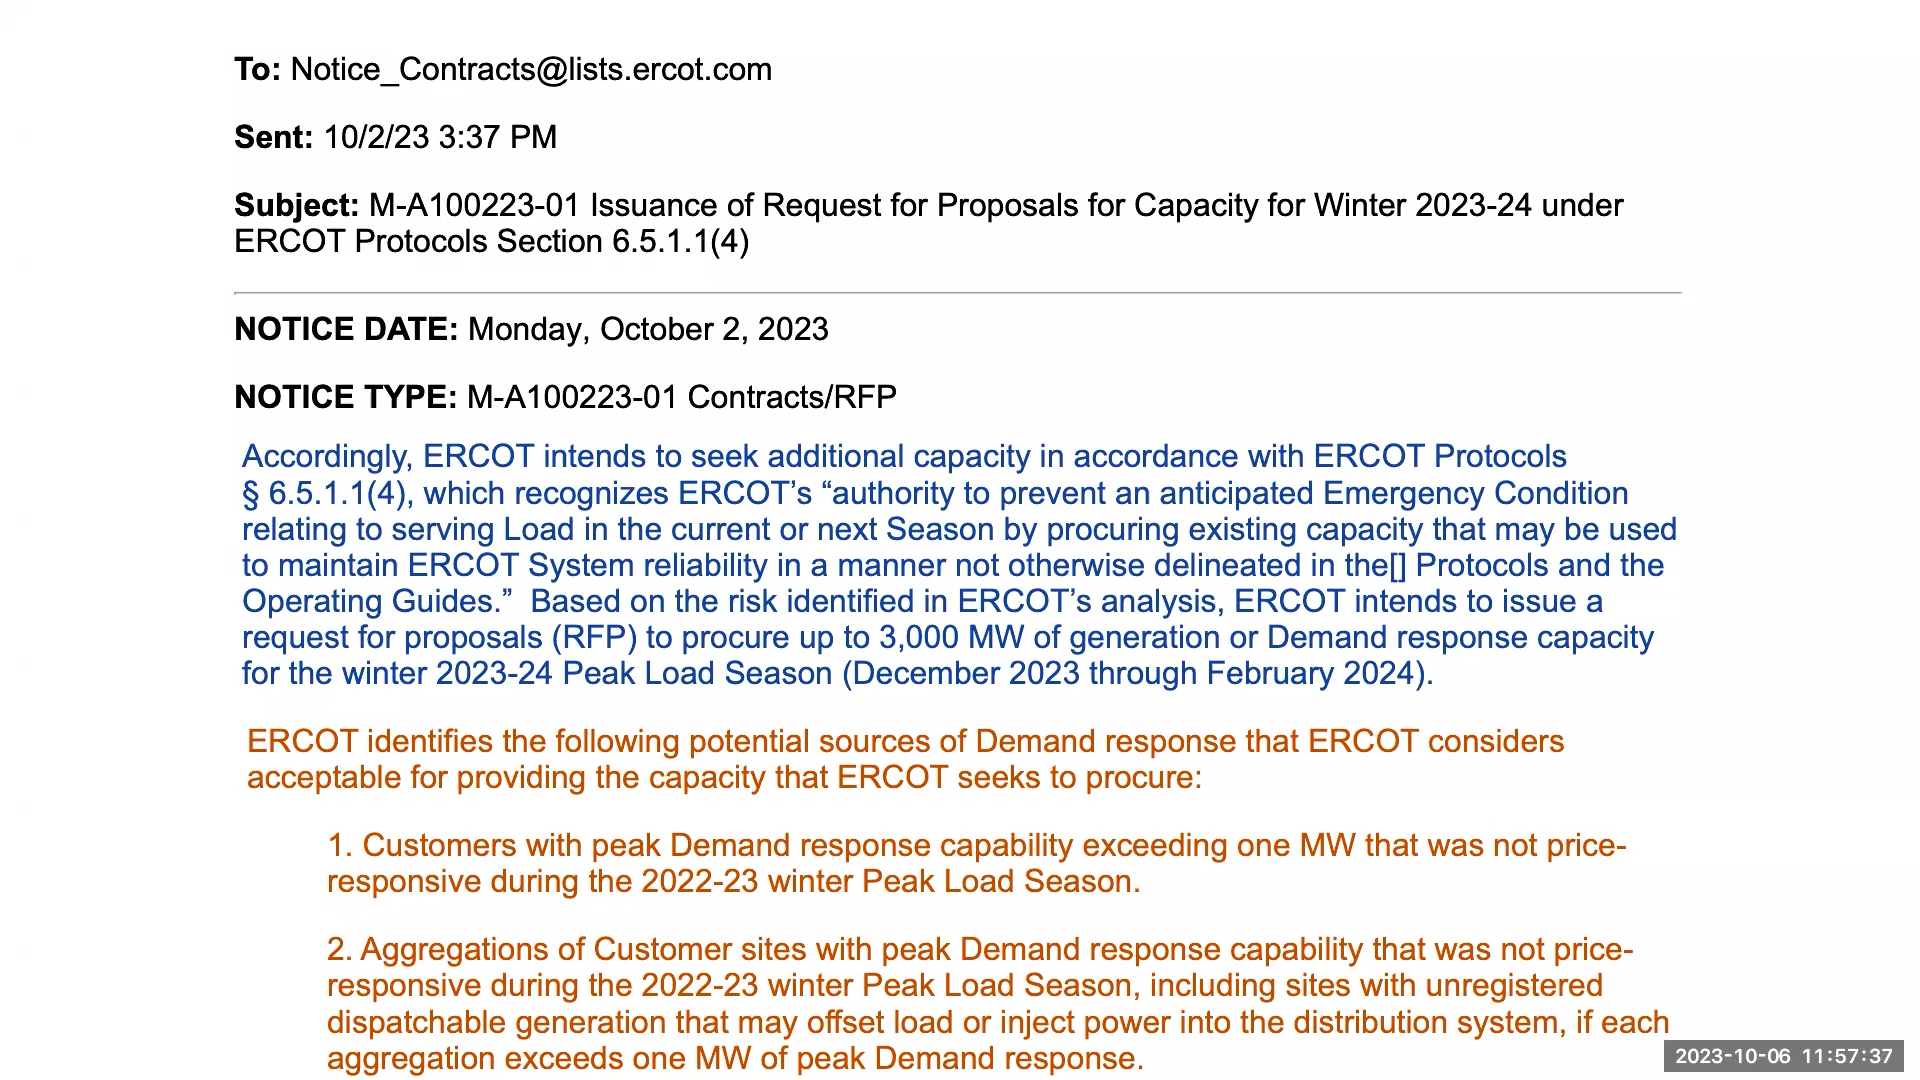 To: Notice_Contracts@lists.ercot.com
Sent: 10/2/23 3:37 PM
Subject: M-A100223-01 Issuance of Request for Proposals for Capacity for Winter 2023-24 under
ERCOT Protocols Section 6.5.1.1(4)
NOTICE DATE: Monday, October 2, 2023
NOTICE TYPE: M-A100223-01 Contracts/RFP
Accordingly, ERCOT intends to seek additional capacity in accordance with ERCOT Protocols
§ 6.5.1.1(4), which recognizes ERCOT’s “authority to prevent an anticipated Emergency Condition
relating to serving Load in the current or next Season by procuring existing capacity that may be used
to maintain ERCOT System reliability in a manner not otherwise delineated in the[] Protocols and the
Operating Guides.”  Based on the risk identified in ERCOT’s analysis, ERCOT intends to issue a
request for proposals (RFP) to procure up to 3,000 MW of generation or Demand response capacity
for the winter 2023-24 Peak Load Season (December 2023 through February 2024).
ERCOT identifies the following potential sources of Demand response that ERCOT considers
acceptable for providing the capacity that ERCOT seeks to procure:
1. Customers with peak Demand response capability exceeding one MW that was not price-
responsive during the 2022-23 winter Peak Load Season.
2. Aggregations of Customer sites with peak Demand response capability that was not price-
responsive during the 2022-23 winter Peak Load Season, including sites with unregistered
dispatchable generation that may offset load or inject power into the distribution system, if each
aggregation exceeds one MW of peak Demand response.
2023-10-06 11:57:37